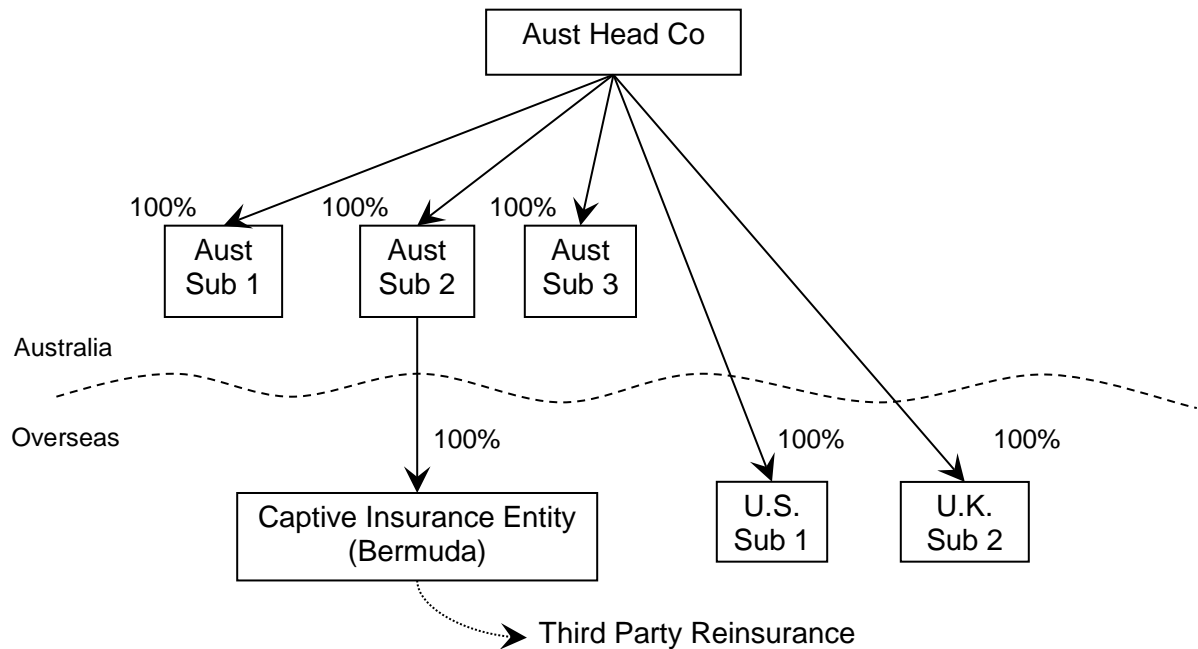 Aust Head Co
100%
100%
100%
Aust
Sub 1
Aust
Sub 2
Aust
Sub 3
Australia
Overseas
100%
100%
100%
Captive Insurance Entity
(Bermuda)
U.S.
Sub 1
U.K.
Sub 2
Third Party Reinsurance